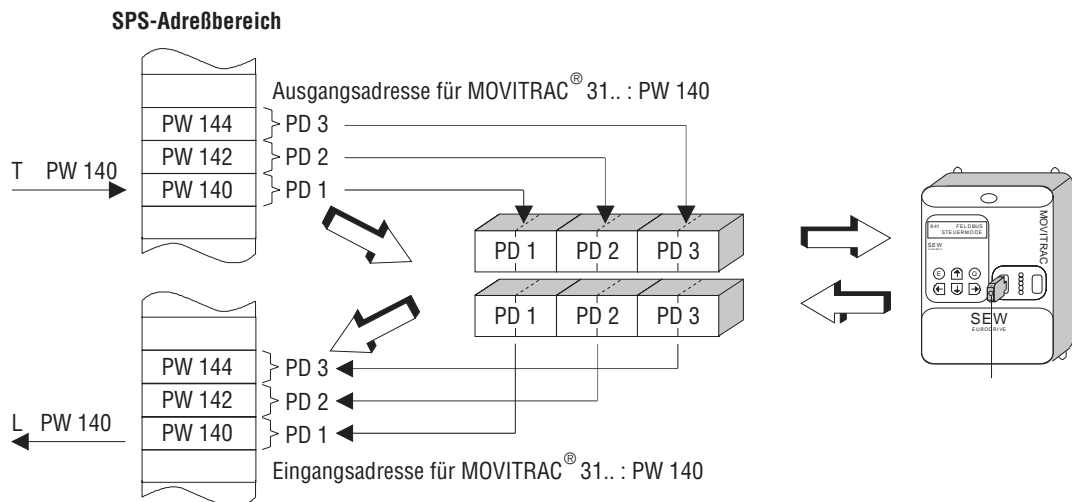 SPS-Adreßbereich
Ausgangsadresse für MOVITRAC® 31.. : PW 140
PW 144 PD 3
PW 142 PD 2
T PW 140
PW 140 PD 1
PD 1 PD 2 PD 3
PD 1 PD 2 PD 3
841 FELDBUS
STEUERMODE
SEW
EURODRIVE
MOVITRAC
E Q
SEW
EURODRIVE
PW 144 PD 3
PW 142 PD 2
L PW 140
PW 140 PD 1
Eingangsadresse für MOVITRAC® 31.. : PW 140